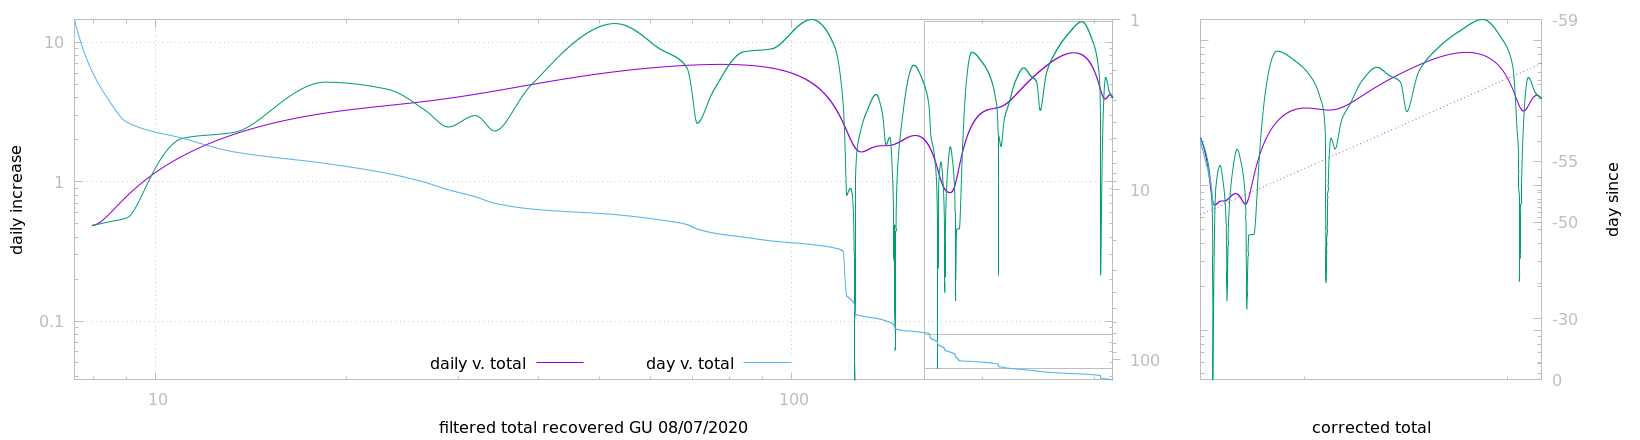 10
1
0.1
daily increase
daily v. total
day v. total
10
100
filtered total recovered GU 08/07/2020
1
10
100
-59
-55
-50
-30
0
day since
corrected total